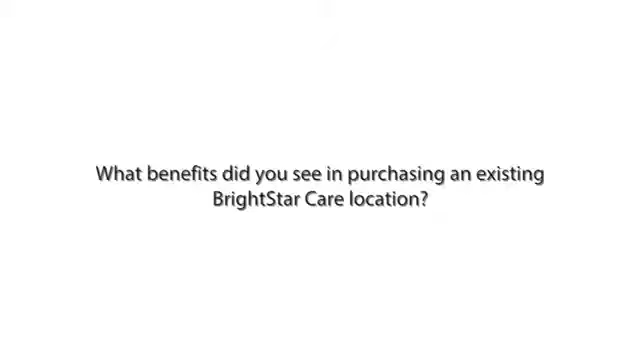 What benefits did you see in purchasing an existing
BrightStar Care location?